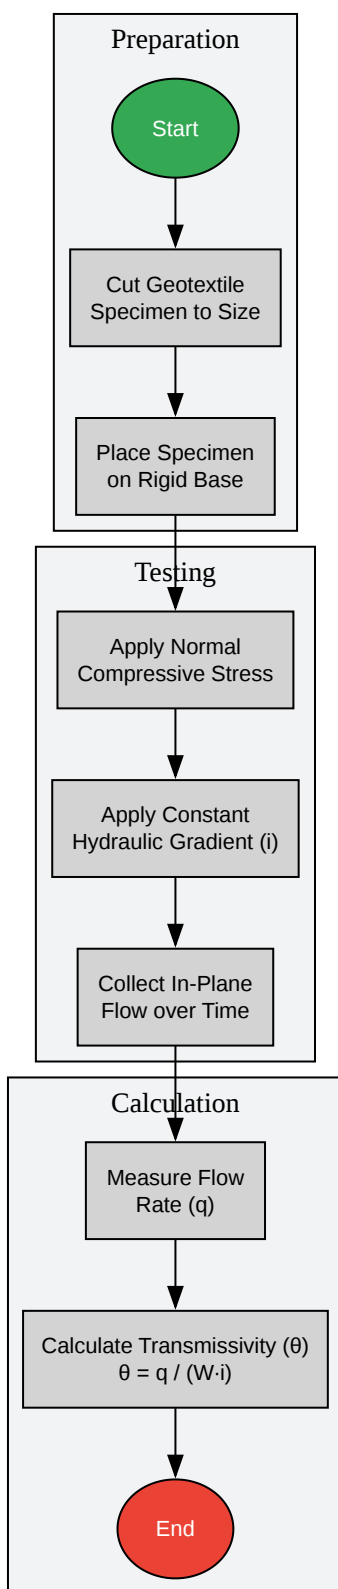 Preparation
Start
Cut Geotextile
Specimen to Size
Place Specimen
on Rigid Base
Testing
Apply Normal
Compressive Stress
Apply Constant
Hydraulic Gradient (i)
Collect In-Plane
Flow over Time
Calculation
Measure Flow
Rate (q)
Calculate Transmissivity (θ)
θ = q / (W·i)
End